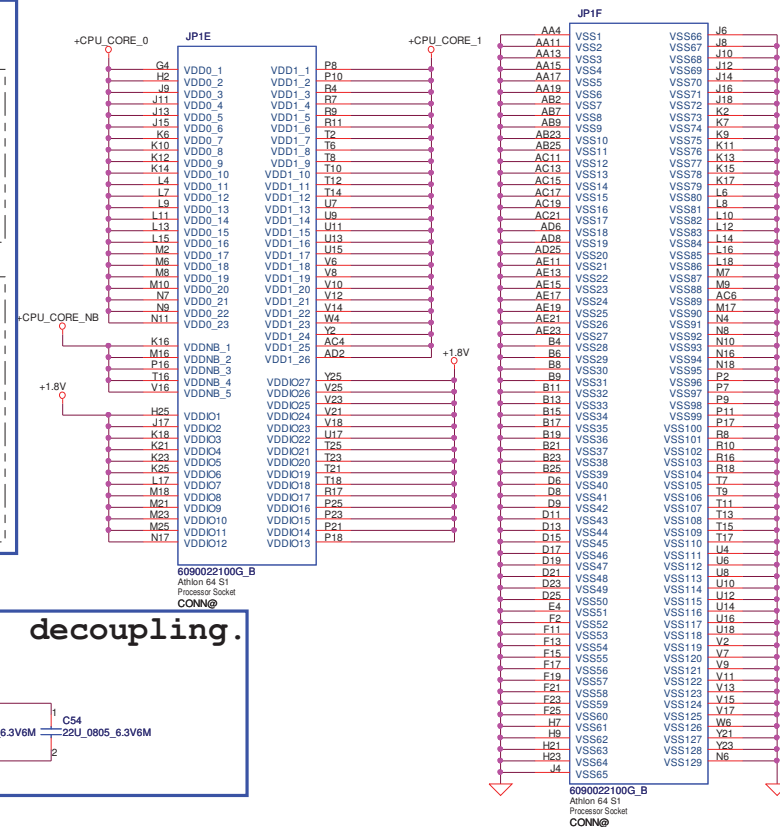 JP1E
+CPU_CORE_0
+CPU_CORE_1
G4 VDD0_1 VDD1_1 P8
H2 VDD0_2 VDD1_2 P10
J9 VDD0_3 VDD1_3 R4
J11 VDD0_4 VDD1_4 R7
J13 VDD0_5 VDD1_5 R9
J15 VDD0_6 VDD1_6 R11
K6 VDD0_7 VDD1_7 T2
K10 VDD0_8 VDD1_8 T6
K12 VDD0_9 VDD1_9 T8
K14 VDD0_10 VDD1_10 T10
L4 VDD0_11 VDD1_11 T12
L7 VDD0_12 VDD1_12 T14
L9 VDD0_13 VDD1_13 U7
L11 VDD0_14 VDD1_14 U9
L13 VDD0_15 VDD1_15 U11
L15 VDD0_16 VDD1_16 U13
M2 VDD0_17 VDD1_17 U15
M6 VDD0_18 VDD1_18 V6
M8 VDD0_19 VDD1_19 V8
M10 VDD0_20 VDD1_20 V10
N7 VDD0_21 VDD1_21 V12
N9 VDD0_22 VDD1_22 V14
N11 VDD0_23 VDD1_23 W4
VDD1_24 Y2
+CPU_CORE_NB
K16 VDDNB_1 VDD1_25 AC4
M16 VDDNB_2 VDD1_26 AD2
P16 VDDNB_3
T16 VDDNB_4
V16 VDDNB_5
+1.8V
+1.8V
VDDIO27 Y25
VDDIO26 V25
VDDIO25 V23
H25 VDDIO1 VDDIO24 V21
J17 VDDIO2 VDDIO23 V18
K18 VDDIO3 VDDIO22 U17
K21 VDDIO4 VDDIO21 T25
K23 VDDIO5 VDDIO20 T23
K25 VDDIO6 VDDIO19 T21
L17 VDDIO7 VDDIO18 T18
M18 VDDIO8 VDDIO17 R17
M21 VDDIO9 VDDIO16 P25
M23 VDDIO10 VDDIO15 P23
M25 VDDIO11 VDDIO14 P21
N17 VDDIO12 VDDIO13 P18
6090022100G_B
Athlon 64 S1
Processor Socket
CONN@
decoupling.
1
C54
6.3V6M
22U_0805_6.3V6M
2
JP1F
AA4 VSS1 VSS66 J6
AA11 VSS2 VSS67 J8
AA13 VSS3 VSS68 J10
AA15 VSS4 VSS69 J12
AA17 VSS5 VSS70 J14
AA19 VSS6 VSS71 J16
AB2 VSS7 VSS72 J18
AB7 VSS8 VSS73 K2
AB9 VSS9 VSS74 K7
AB23 VSS10 VSS75 K9
AB25 VSS11 VSS76 K11
AC11 VSS12 VSS77 K13
AC13 VSS13 VSS78 K15
AC15 VSS14 VSS79 K17
AC17 VSS15 VSS80 L6
AC19 VSS16 VSS81 L8
AC21 VSS17 VSS82 L10
AD6 VSS18 VSS83 L12
AD8 VSS19 VSS84 L14
AD25 VSS20 VSS85 L16
AE11 VSS21 VSS86 L18
AE13 VSS22 VSS87 M7
AE15 VSS23 VSS88 M9
AE17 VSS24 VSS89 AC6
AE19 VSS25 VSS90 M17
AE21 VSS26 VSS91 N4
AE23 VSS27 VSS92 N8
B4 VSS28 VSS93 N10
B6 VSS29 VSS94 N16
B8 VSS30 VSS95 N18
B9 VSS31 VSS96 P2
B11 VSS32 VSS97 P7
B13 VSS33 VSS98 P9
B15 VSS34 VSS99 P11
B17 VSS35 VSS100 P17
B19 VSS36 VSS101 R8
B21 VSS37 VSS102 R10
B23 VSS38 VSS103 R16
B25 VSS39 VSS104 R18
D6 VSS40 VSS105 T7
D8 VSS41 VSS106 T9
D9 VSS42 VSS107 T11
D11 VSS43 VSS108 T13
D13 VSS44 VSS109 T15
D15 VSS45 VSS110 T17
D17 VSS46 VSS111 U4
D19 VSS47 VSS112 U6
D21 VSS48 VSS113 U8
D23 VSS49 VSS114 U10
D25 VSS50 VSS115 U12
E4 VSS51 VSS116 U14
F2 VSS52 VSS117 U16
F11 VSS53 VSS118 U18
F13 VSS54 VSS119 V2
F15 VSS55 VSS120 V7
F17 VSS56 VSS121 V9
F19 VSS57 VSS122 V11
F21 VSS58 VSS123 V13
F23 VSS59 VSS124 V15
F25 VSS60 VSS125 V17
H7 VSS61 VSS126 W6
H9 VSS62 VSS127 Y21
H21 VSS63 VSS128 Y23
H23 VSS64 VSS129 N6
J4 VSS65
6090022100G_B
Athlon 64 S1
Processor Socket
CONN@